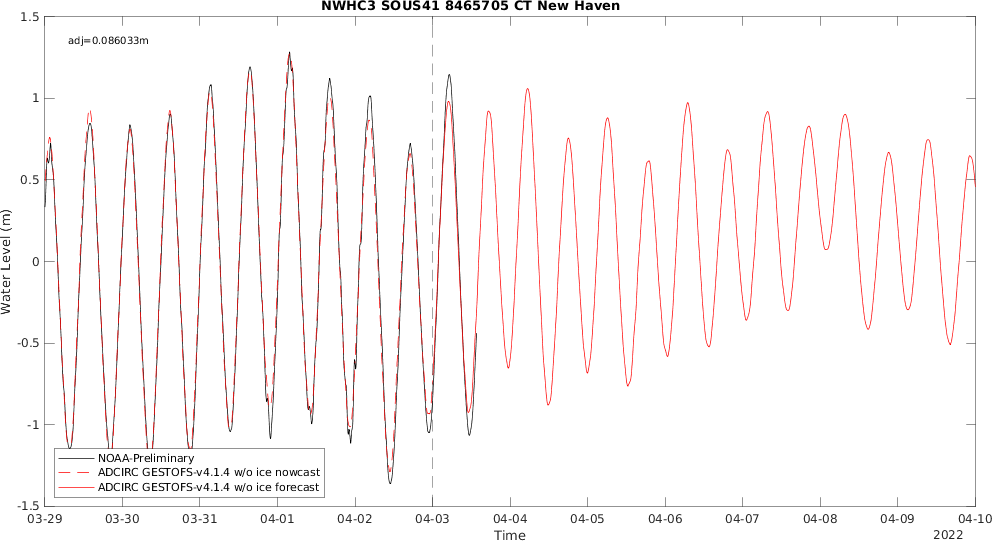 NWHC3 SOUS41 8465705 CT New Haven
1.5
adj=0.086033m
1
0.5
Water Level (m)
0
-0.5
-1
NOAA-Preliminary
ADCIRC GESTOFS-v4.1.4 w/o ice nowcast
ADCIRC GESTOFS-v4.1.4 w/o ice forecast
-1.5
03-29 03-30 03-31 04-01 04-02 04-03 04-04 04-05 04-06 04-07 04-08 04-09 04-10
Time 2022